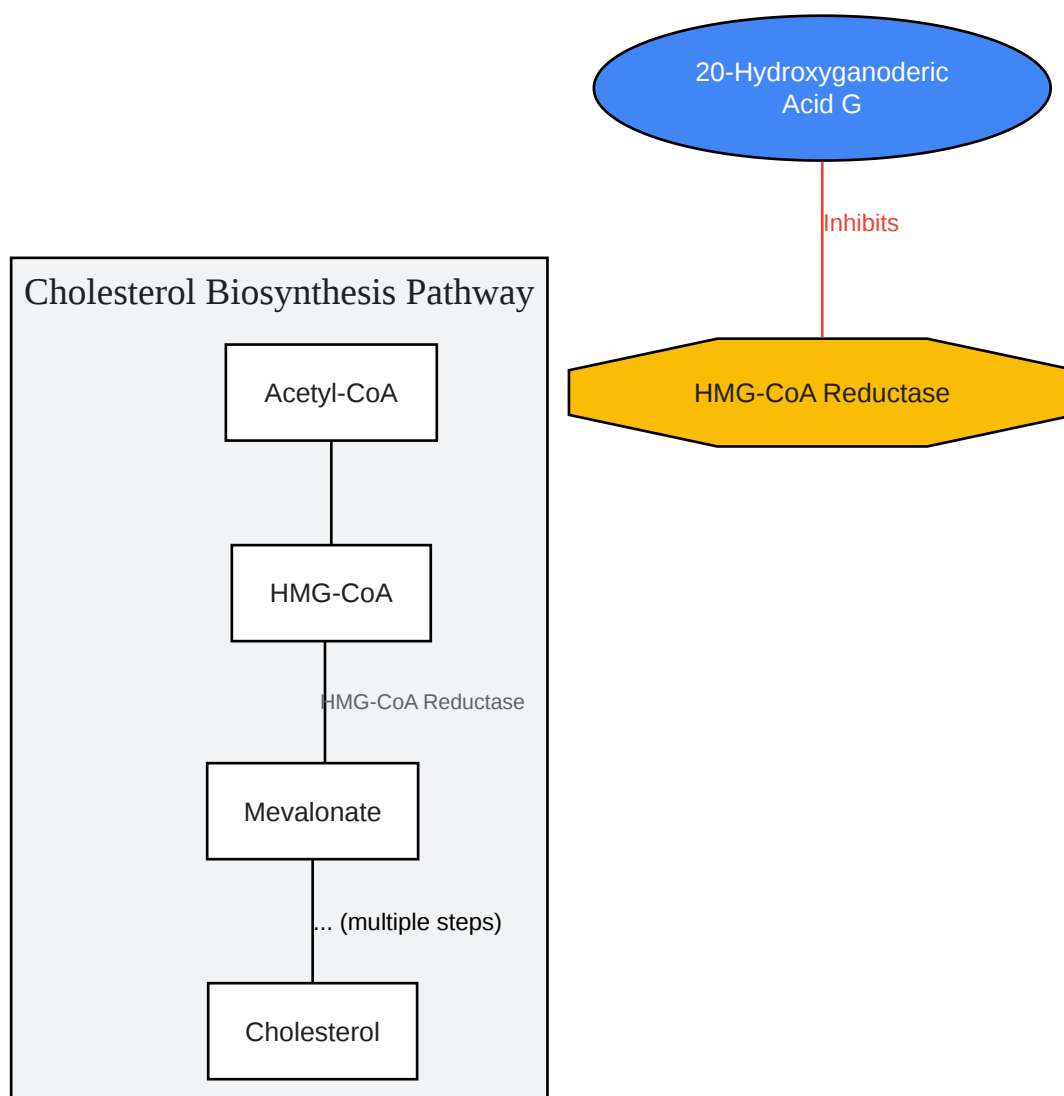 20-Hydroxyganoderic
Acid G
Inhibits
HMG-CoA Reductase
Cholesterol Biosynthesis Pathway
Acetyl-CoA
HMG-CoA
HMG-CoA Reductase
Mevalonate
... (multiple steps)
Cholesterol